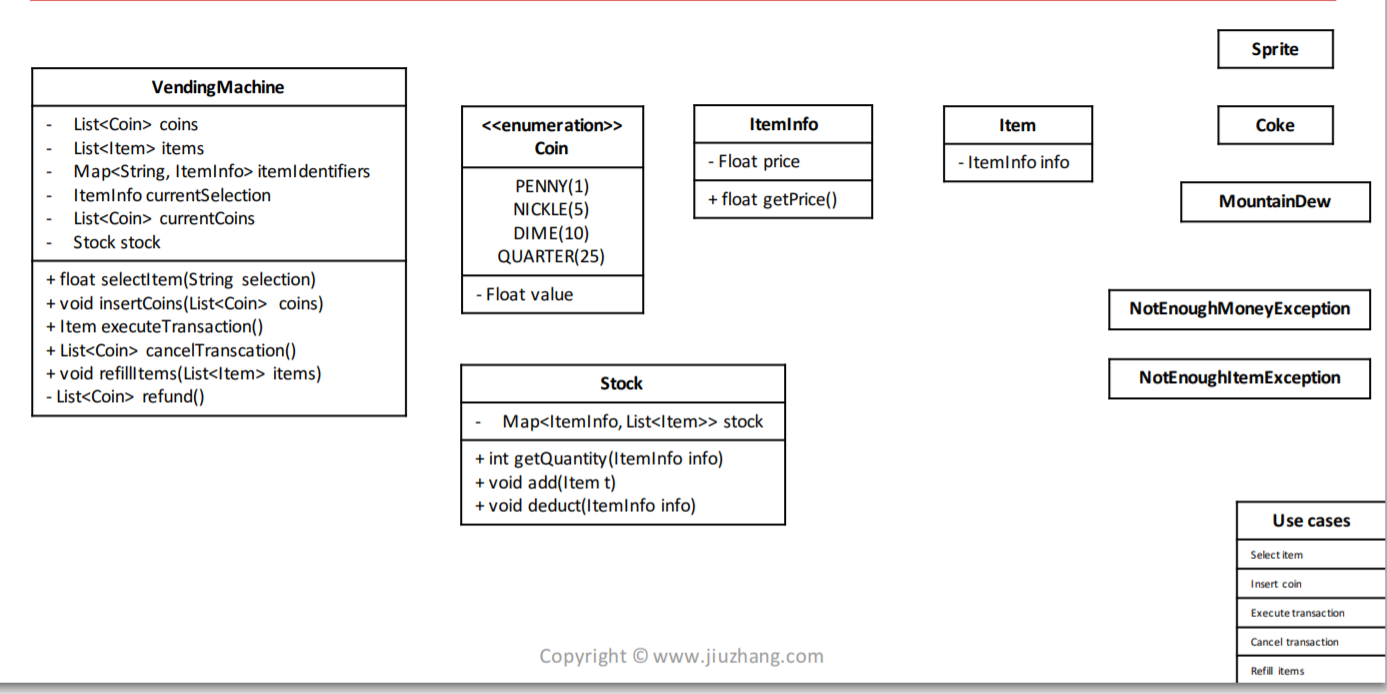 VendingMachine
- List<Coin> coins
- List<Item> items
- Map<String, ItemInfo> itemIdentifiers
- ItemInfo currentSelection
- List<Coin> currentCoins
- Stock stock
+ float selectItem(String selection)
+ void insertCoins(List<Coin> coins)
+ Item executeTransaction()
+ List<Coin> cancelTranscation()
+ void refillItems(List<Item> items)
- List<Coin> refund()
<<enumeration>>
Coin
PENNY(1)
NICKLE(5)
DIME(10)
QUARTER(25)
- Float value
ItemInfo
- Float price
+ float getPrice()
Item
- ItemInfo info
Sprite
Coke
MountainDew
NotEnoughMoneyException
NotEnoughItemException
Stock
- Map<ItemInfo, List<Item>> stock
+ int getQuantity(ItemInfo info)
+ void add(Item t)
+ void deduct(ItemInfo info)
Use cases
Select item
Insert coin
Execute transaction
Cancel transaction
Refill items
Copyright © www.jiuzhang.com